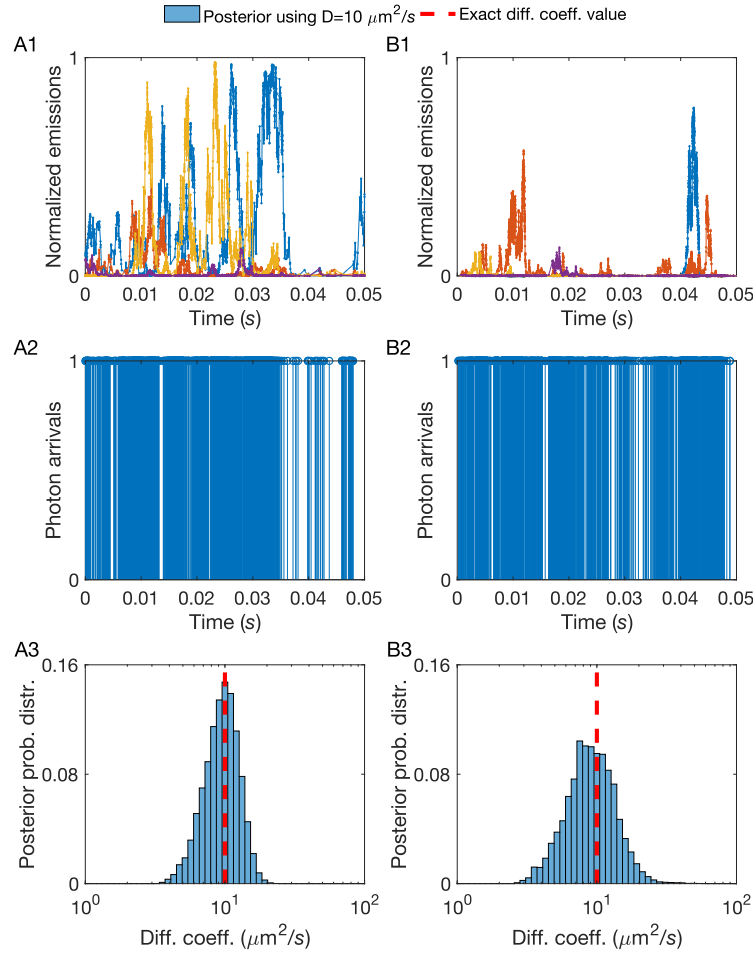 Posterior using D=10 μm²/s Exact diff. coeff. value
A1
Normalized emissions
1
0
0 0.01 0.02 0.03 0.04 0.05
Time (s)
B1
Normalized emissions
1
0
0 0.01 0.02 0.03 0.04 0.05
Time (s)
A2
Photon arrivals
1
0
0 0.01 0.02 0.03 0.04 0.05
Time (s)
B2
Photon arrivals
1
0
0 0.01 0.02 0.03 0.04 0.05
Time (s)
A3
Posterior prob. distr.
0.16
0.08
0
10⁰ 10¹ 10²
Diff. coeff. (μm²/s)
B3
Posterior prob. distr.
0.16
0.08
0
10⁰ 10¹ 10²
Diff. coeff. (μm²/s)